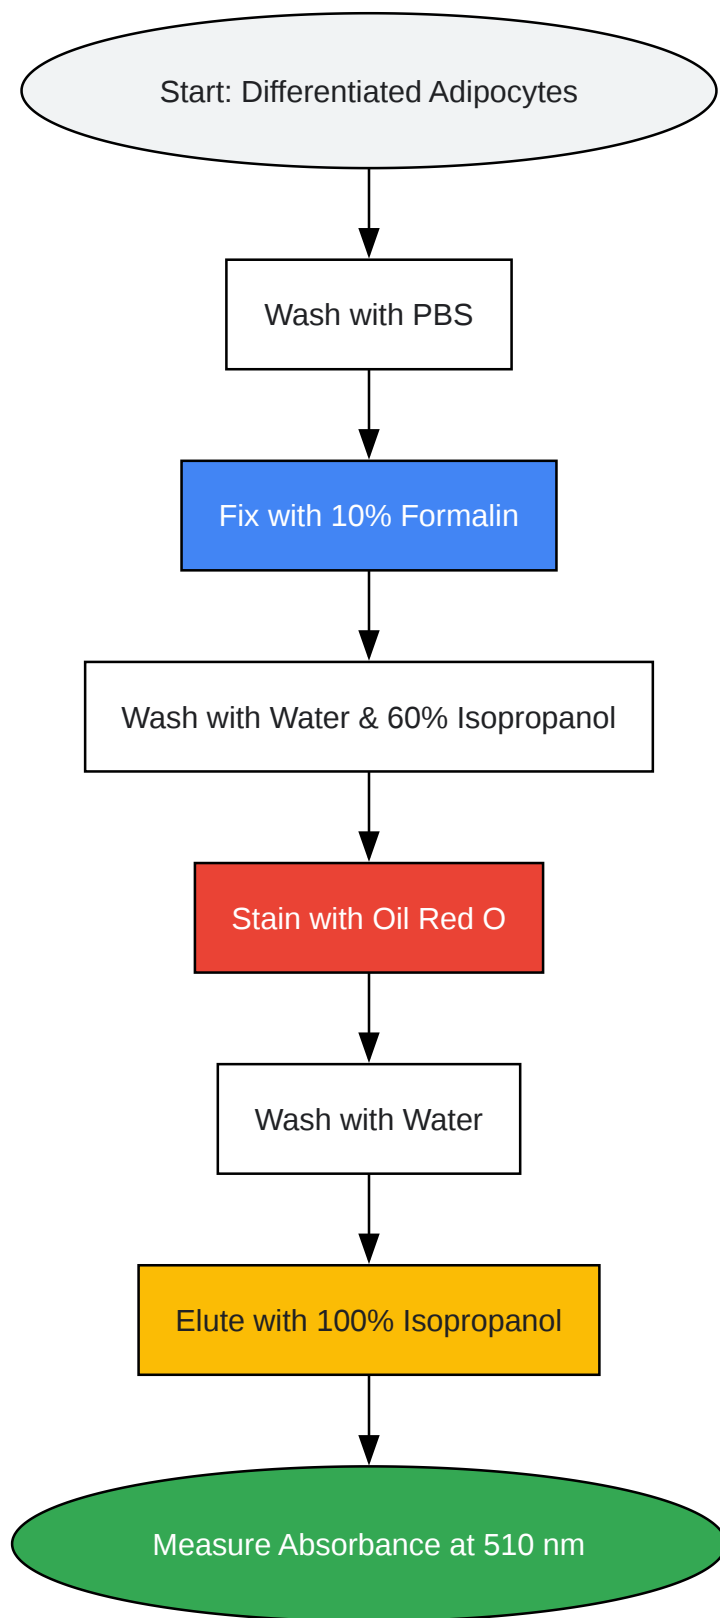 Start: Differentiated Adipocytes
Wash with PBS
Fix with 10% Formalin
Wash with Water & 60% Isopropanol
Stain with Oil Red O
Wash with Water
Elute with 100% Isopropanol
Measure Absorbance at 510 nm